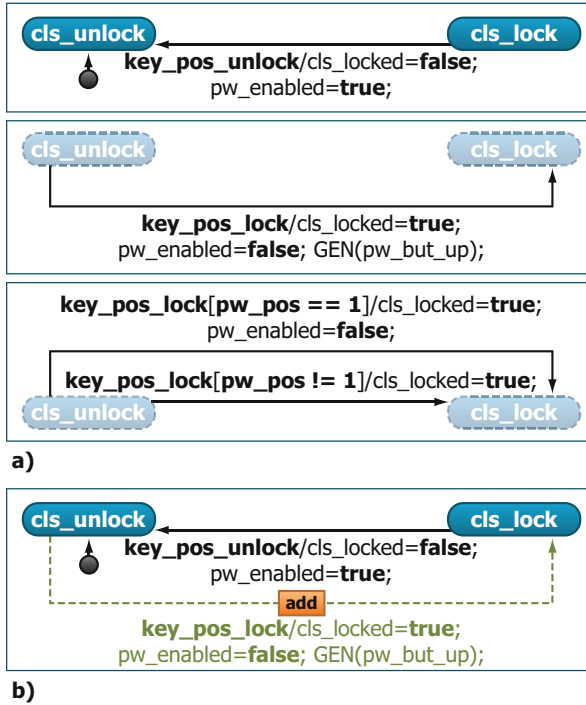 cls_unlock cls_lock
key_pos_unlock/cls_locked=false;
pw_enabled=true;
cls_unlock cls_lock
key_pos_lock/cls_locked=true;
pw_enabled=false; GEN(pw_but_up);
key_pos_lock[pw_pos == 1]/cls_locked=true;
pw_enabled=false;
key_pos_lock[pw_pos != 1]/cls_locked=true;
cls_unlock cls_lock
a)
cls_unlock cls_lock
key_pos_unlock/cls_locked=false;
pw_enabled=true;
add
key_pos_lock/cls_locked=true;
pw_enabled=false; GEN(pw_but_up);
b)